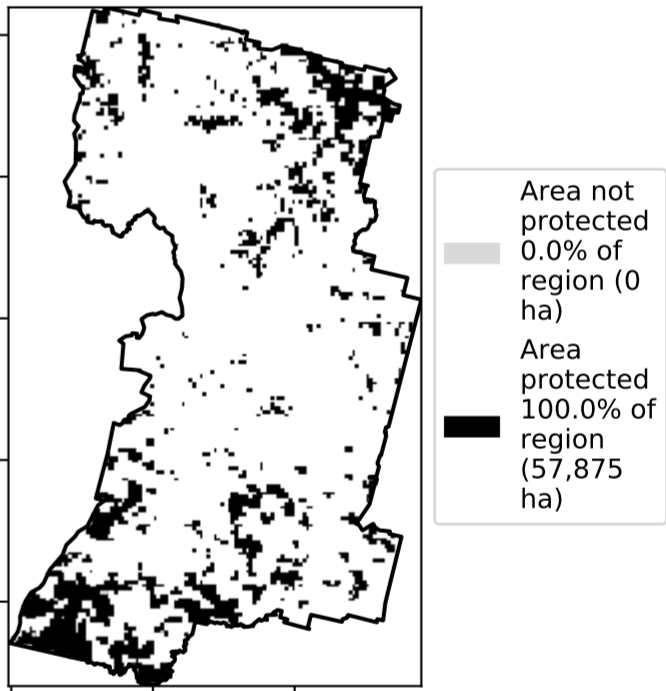 Area not
protected
0.0% of
region (0
ha)
Area
protected
100.0% of
region
(57,875
ha)